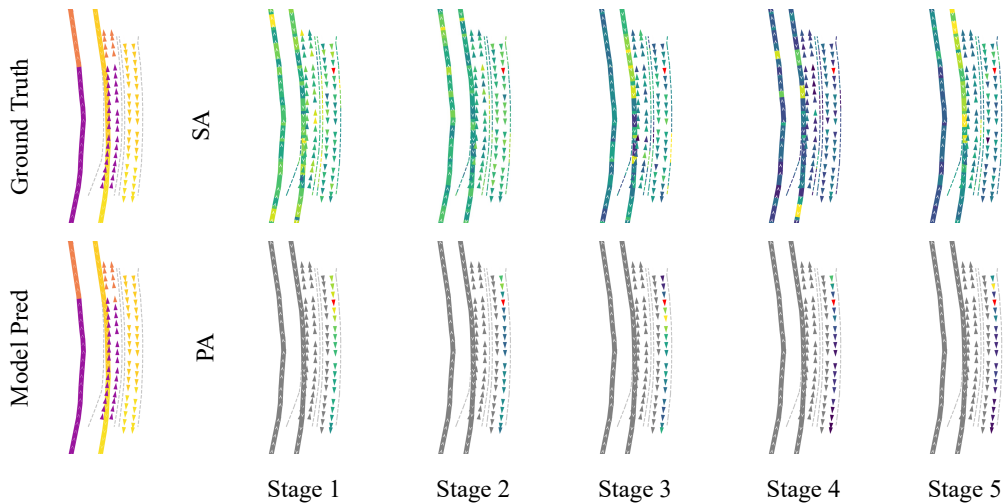 Ground Truth
SA
Model Pred
PA
Stage 1
Stage 2
Stage 3
Stage 4
Stage 5